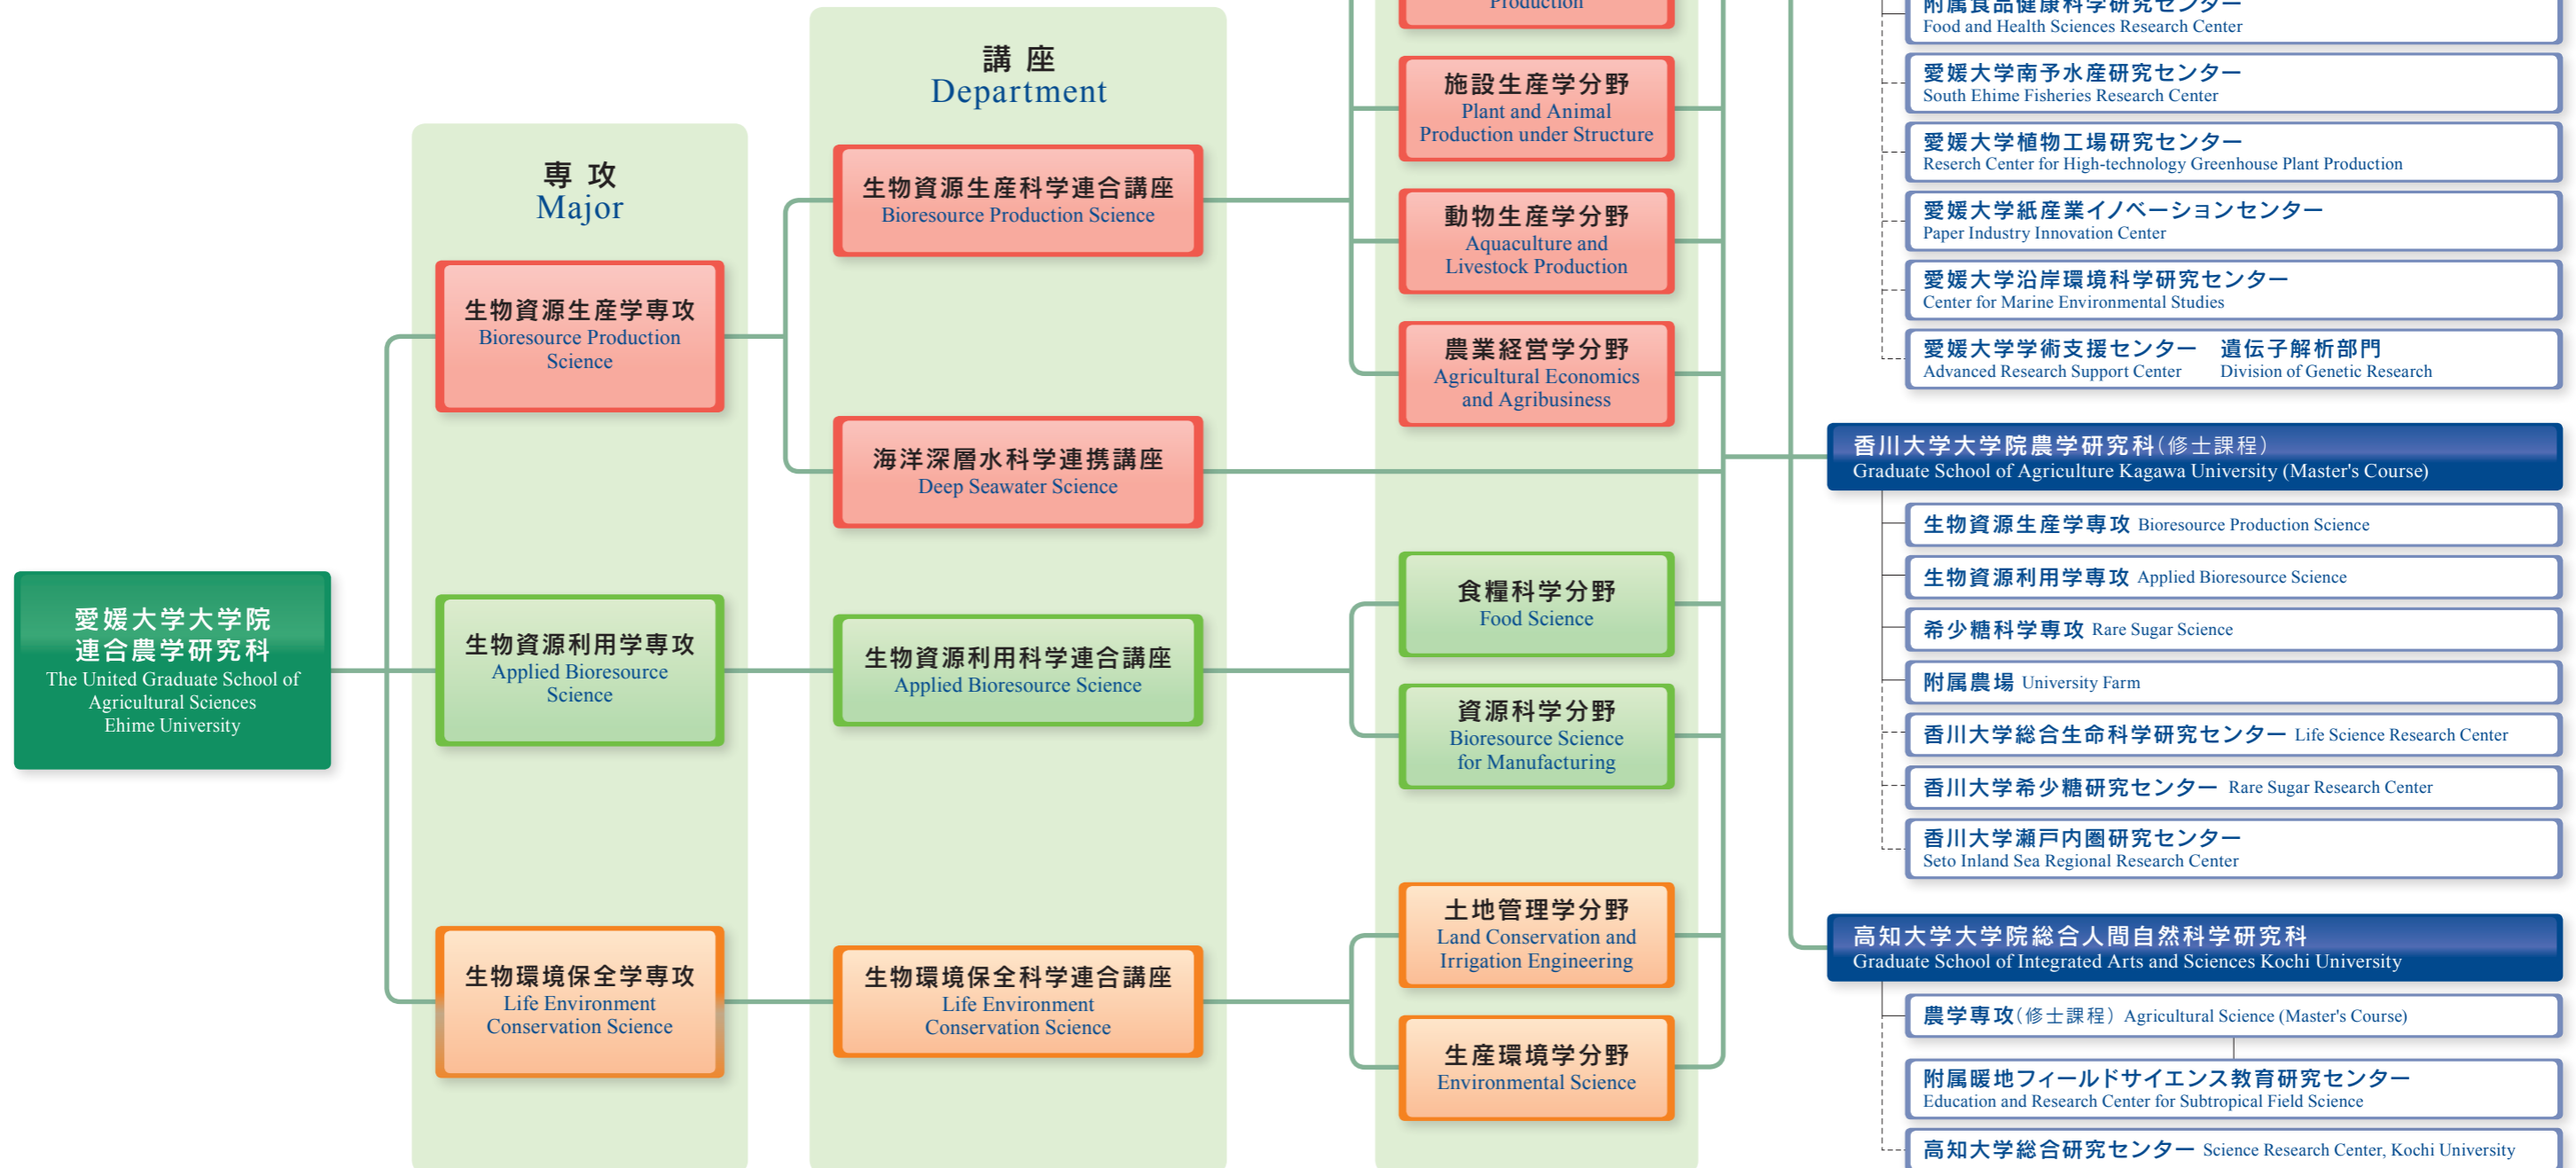 愛媛大学大学院
連合農学研究科
The United Graduate School of
Agricultural Sciences
Ehime University
専 攻
Major
生物資源生産学専攻
Bioresource Production
Science
生物資源利用学専攻
Applied Bioresource
Science
生物環境保全学専攻
Life Environment
Conservation Science
講 座
Department
生物資源生産科学連合講座
Bioresource Production Science
海洋深層水科学連携講座
Deep Seawater Science
生物資源利用科学連合講座
Applied Bioresource Science
生物環境保全科学連合講座
Life Environment
Conservation Science
Production
施設生産学分野
Plant and Animal
Production under Structure
動物生産学分野
Aquaculture and
Livestock Production
農業経営学分野
Agricultural Economics
and Agribusiness
食糧科学分野
Food Science
資源科学分野
Bioresource Science
for Manufacturing
土地管理学分野
Land Conservation and
Irrigation Engineering
生産環境学分野
Environmental Science
附属食品健康科学研究センター
Food and Health Sciences Research Center
愛媛大学南予水産研究センター
South Ehime Fisheries Research Center
愛媛大学植物工場研究センター
Reserch Center for High-technology Greenhouse Plant Production
愛媛大学紙産業イノベーションセンター
Paper Industry Innovation Center
愛媛大学沿岸環境科学研究センター
Center for Marine Environmental Studies
愛媛大学学術支援センター 遺伝子解析部門
Advanced Research Support Center Division of Genetic Research
香川大学大学院農学研究科(修士課程)
Graduate School of Agriculture Kagawa University (Master's Course)
生物資源生産学専攻 Bioresource Production Science
生物資源利用学専攻 Applied Bioresource Science
希少糖科学専攻 Rare Sugar Science
附属農場 University Farm
香川大学総合生命科学研究センター Life Science Research Center
香川大学希少糖研究センター Rare Sugar Research Center
香川大学瀬戸内圏研究センター
Seto Inland Sea Regional Research Center
高知大学大学院総合人間自然科学研究科
Graduate School of Integrated Arts and Sciences Kochi University
農学専攻(修士課程) Agricultural Science (Master's Course)
附属暖地フィールドサイエンス教育研究センター
Education and Research Center for Subtropical Field Science
高知大学総合研究センター Science Research Center, Kochi University